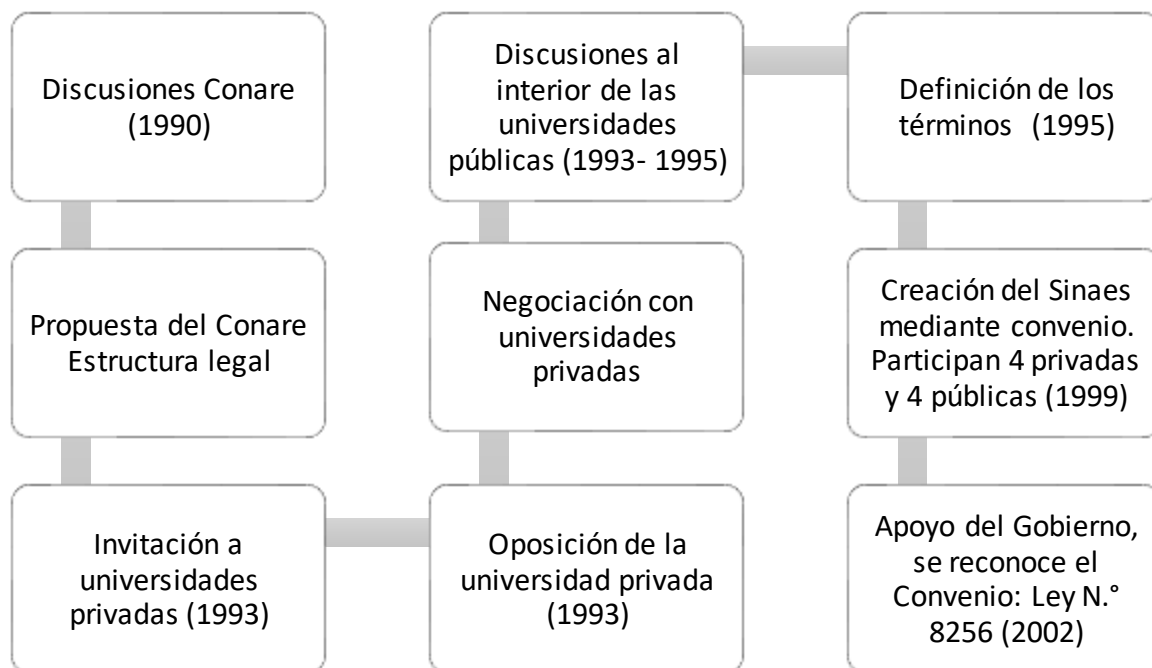 Discusiones Conare
(1990)
Propuesta del Conare
Estructura legal
Invitación a
universidades
privadas (1993)
Oposición de la
universidad privada
(1993)
Negociación con
universidades
privadas
Discusiones al
interior de las
universidades
públicas (1993- 1995)
Definición de los
términos (1995)
Creación del Sinaes
mediante convenio.
Participan 4 privadas
y 4 públicas (1999)
Apoyo del Gobierno,
se reconoce el
Convenio: Ley N.°
8256 (2002)